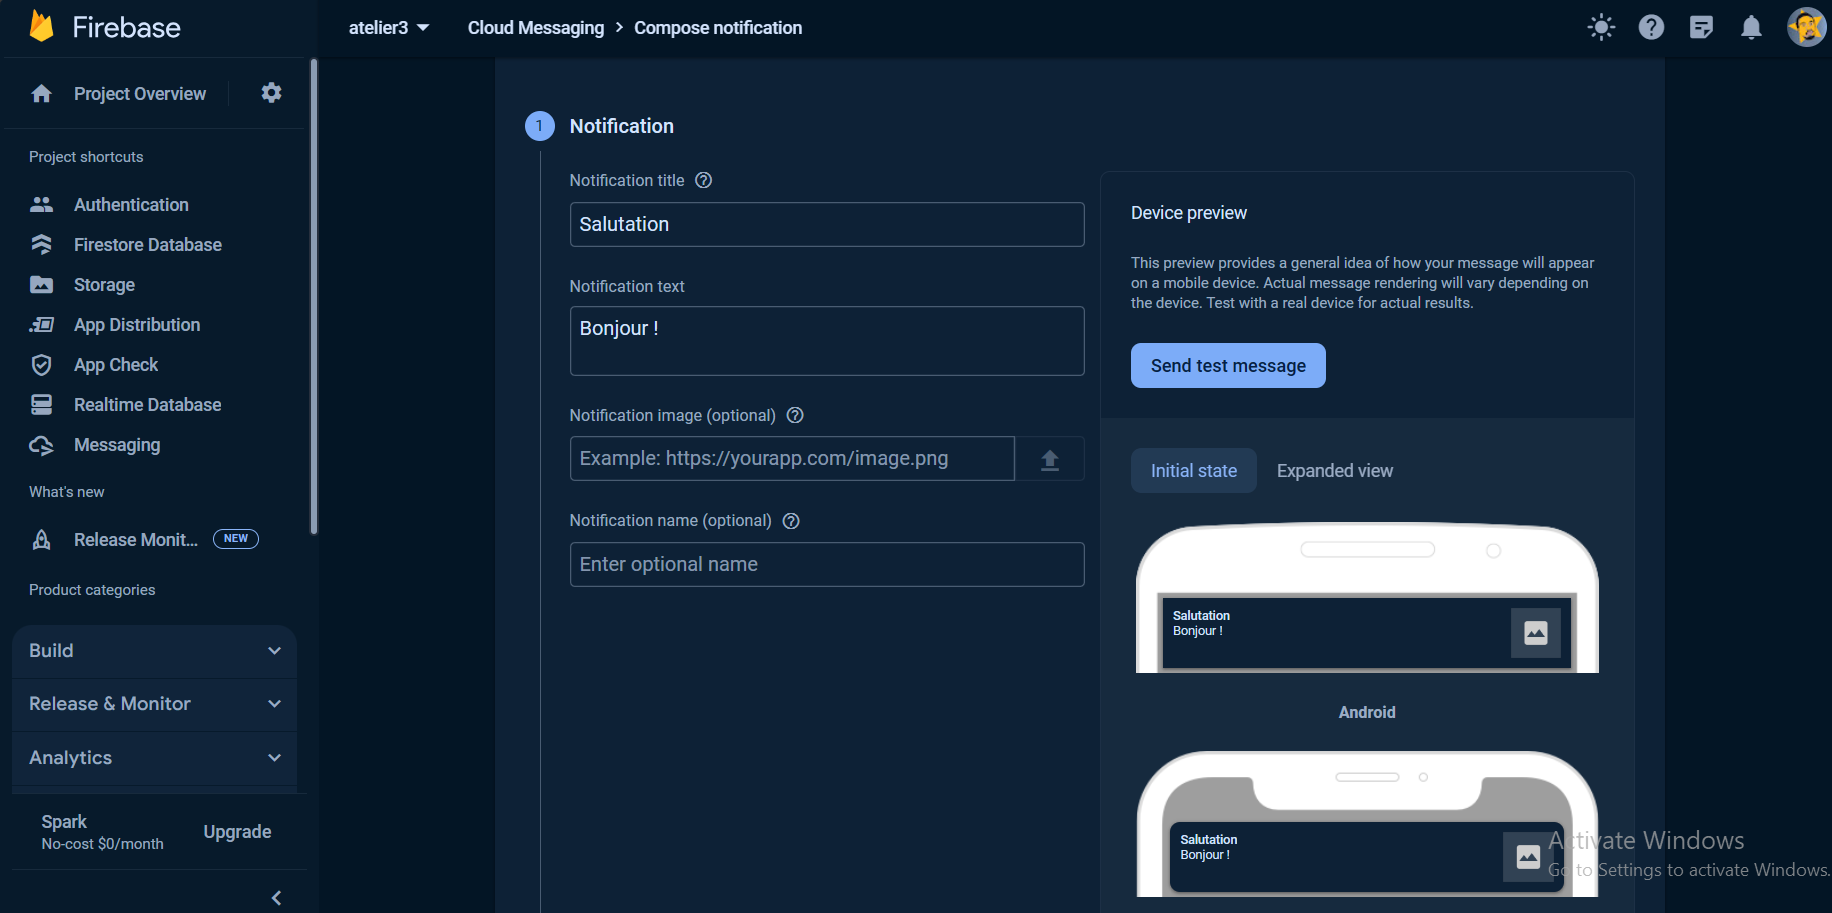 Firebase
atelier3
Cloud Messaging > Compose notification
Project Overview
Project shortcuts
Authentication
Firestore Database
Storage
App Distribution
App Check
Realtime Database
Messaging
What's new
Release Monit... NEW
Product categories
Build
Release & Monitor
Analytics
Spark
No-cost $0/month
Upgrade
1 Notification
Notification title
Salutation
Notification text
Bonjour !
Notification image (optional)
Example: https://yourapp.com/image.png
Notification name (optional)
Enter optional name
Device preview
This preview provides a general idea of how your message will appear
on a mobile device. Actual message rendering will vary depending on
the device. Test with a real device for actual results.
Send test message
Initial state
Expanded view
Salutation
Bonjour !
Android
Salutation
Bonjour !
Activate Windows
Go to Settings to activate Windows.